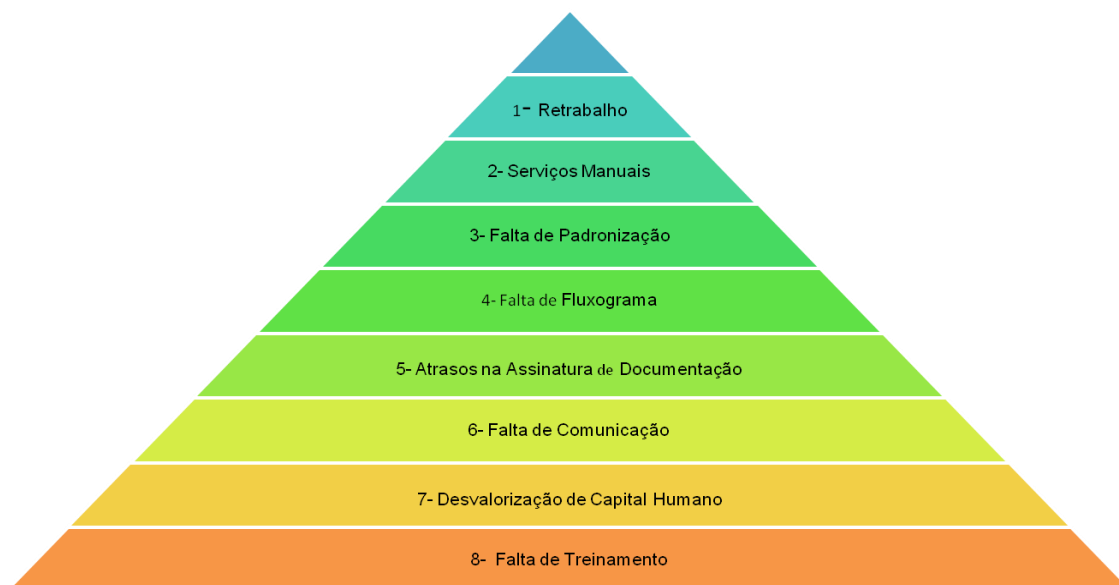 1- Retrabalho
2- Serviços Manuais
3- Falta de Padronização
4- Falta de Fluxograma
5- Atrasos na Assinatura de Documentação
6- Falta de Comunicação
7- Desvalorização de Capital Humano
8- Falta de Treinamento